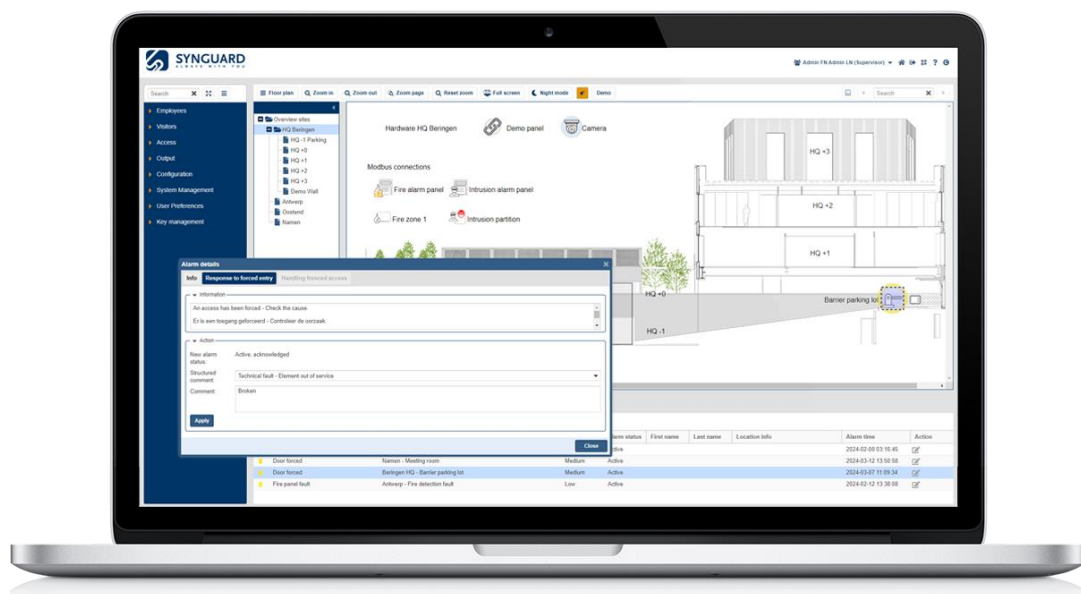 SYNGUARD
ALWAYS WITH YOU
Admin FN Admin LN (Supervisor)
Search
Floor plan Zoom in Zoom out Zoom page Reset zoom Full screen Night mode Demo
Search
Employees
Visitors
Access
Output
Configuration
System Management
User Preferences
Key management
Overview sites
HQ Beringen
HQ -1 Parking
HQ +0
HQ +1
HQ +2
HQ +3
Demo Wall
Antwerp
Oostend
Namen
Hardware HQ Beringen
Demo panel
Camera
Modbus connections
Fire alarm panel
Intrusion alarm panel
Fire zone 1
Intrusion partition
HQ +3
HQ +2
HQ +1
HQ +0
Barrier parking lot
HQ -1
Alarm details
Info Response to forced entry Handling forced access
Information
An access has been forced - Check the cause.
Er is een toegang geforceerd - Controleer de oorzaak.
Action
New alarm status: Active, acknowledged
Structured comment: Technical fault - Element out of service
Comment: Broken
Apply
Close
alarm status First name Last name Location info Alarm time Action
Active 2024-02-08 03:16:45
Door forced Namen - Meeting room Medium Active 2024-03-12 13:50:58
Door forced Beringen HQ - Barrier parking lot Medium Active 2024-03-07 11:09:34
Fire panel fault Antwerp - Fire detection fault Low Active 2024-02-12 13:38:08